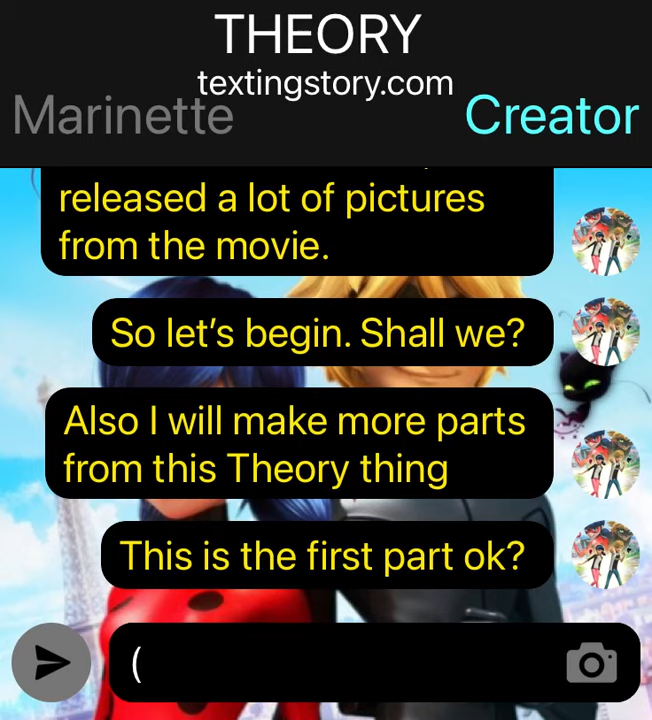 THEORY
textingstory.com
Marinette
Creator
released a lot of pictures
from the movie.
So let’s begin. Shall we?
Also I will make more parts
from this Theory thing
This is the first part ok?
(